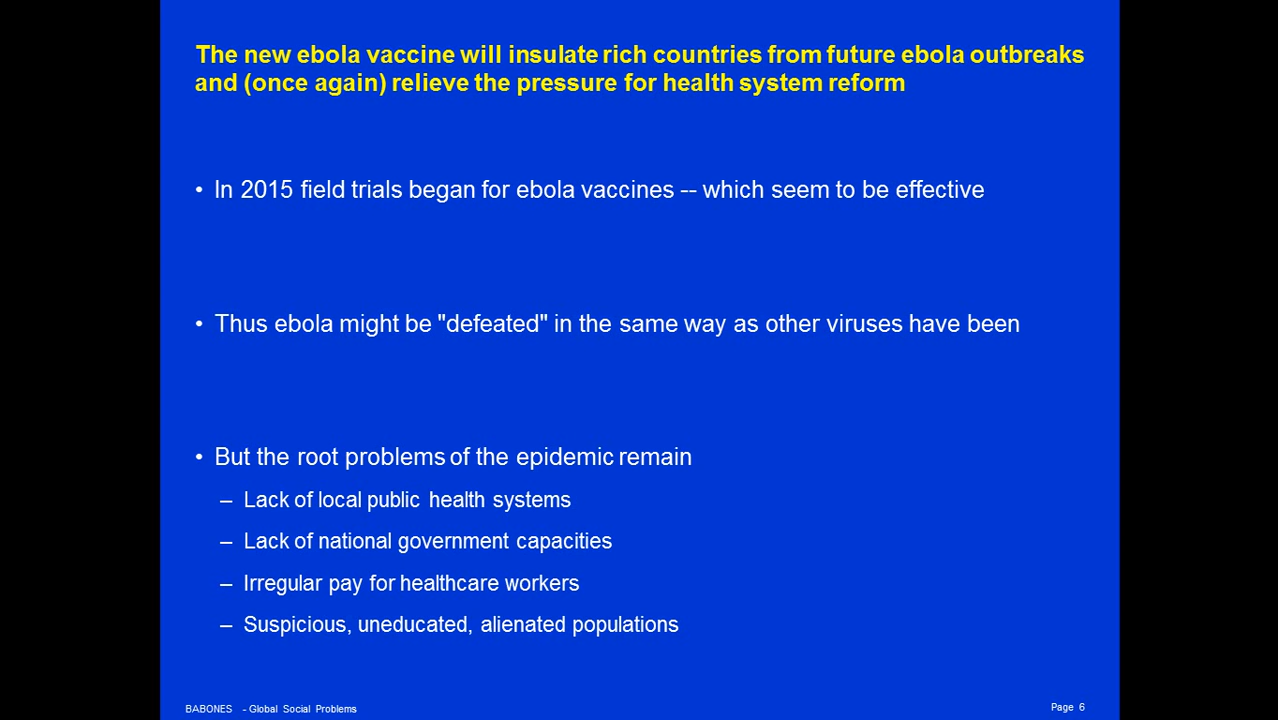 The new ebola vaccine will insulate rich countries from future ebola outbreaks
and (once again) relieve the pressure for health system reform
• In 2015 field trials began for ebola vaccines -- which seem to be effective
• Thus ebola might be "defeated" in the same way as other viruses have been
• But the root problems of the epidemic remain
– Lack of local public health systems
– Lack of national government capacities
– Irregular pay for healthcare workers
– Suspicious, uneducated, alienated populations
BABONES - Global Social Problems
Page 6